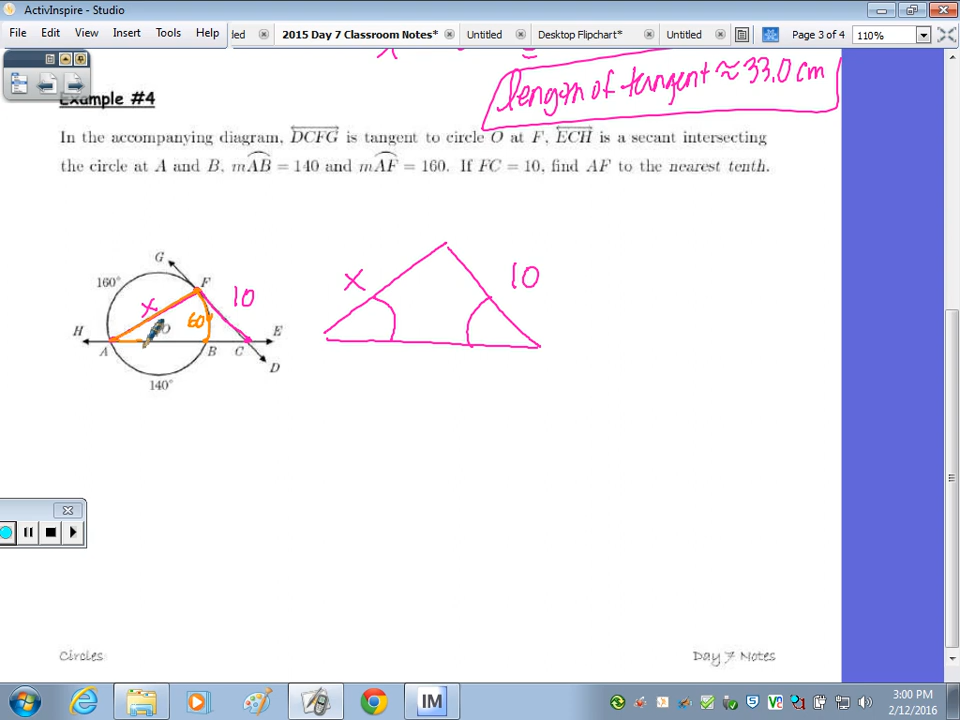 ActivInspire - Studio
File Edit View Insert Tools Help
led 2015 Day 7 Classroom Notes* Untitled Desktop Flipchart* Untitled Page 3 of 4 110%
length of tangent ≈ 33.0 cm
Example #4
In the accompanying diagram, DCFG is tangent to circle O at F, ECH is a secant intersecting
the circle at A and B, mAB = 140 and mAF = 160. If FC = 10, find AF to the nearest tenth.
G
160° F
x 10
60°
H O E
A B C
D
140°
x 10
Circles Day 7 Notes
IM
3:00 PM
2/12/2016